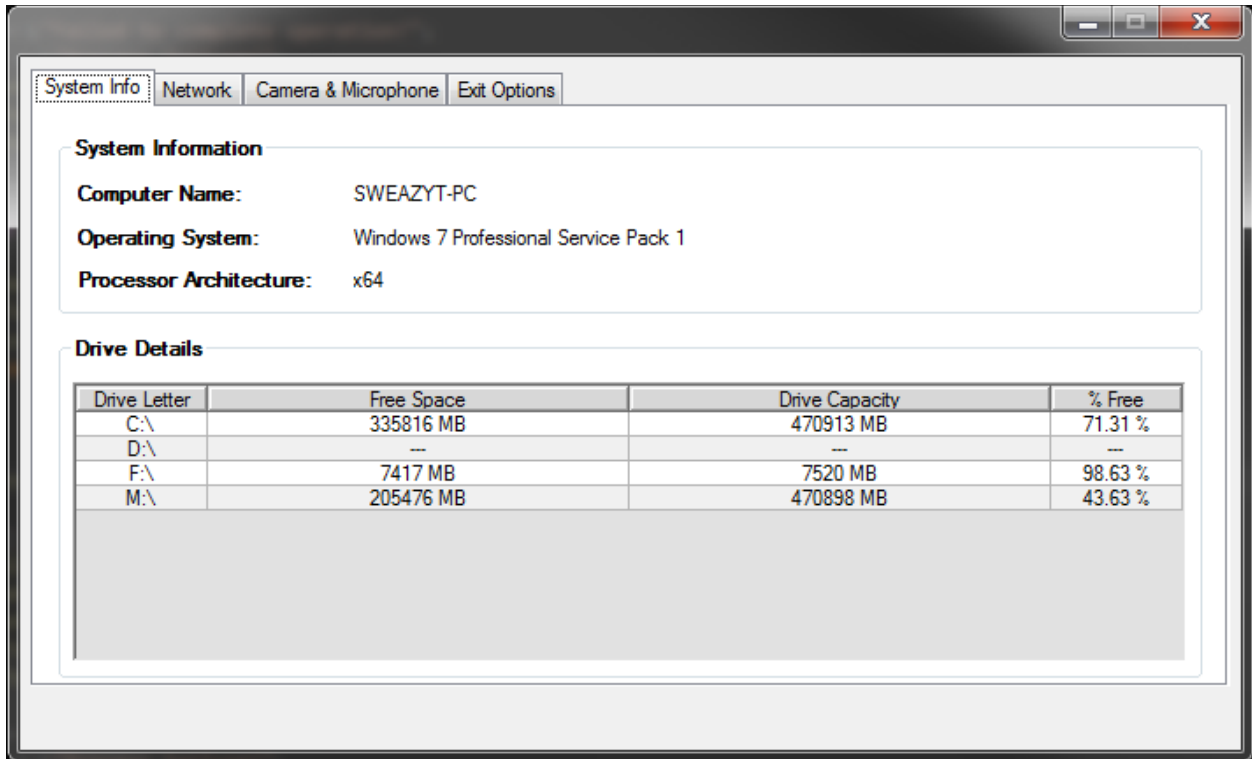 System Info Network Camera & Microphone Exit Options
System Information
Computer Name: SWEAZYT-PC
Operating System: Windows 7 Professional Service Pack 1
Processor Architecture: x64
Drive Details
Drive Letter Free Space Drive Capacity % Free
C:\ 335816 MB 470913 MB 71.31 %
D:\ --- --- ---
F:\ 7417 MB 7520 MB 98.63 %
M:\ 205476 MB 470898 MB 43.63 %